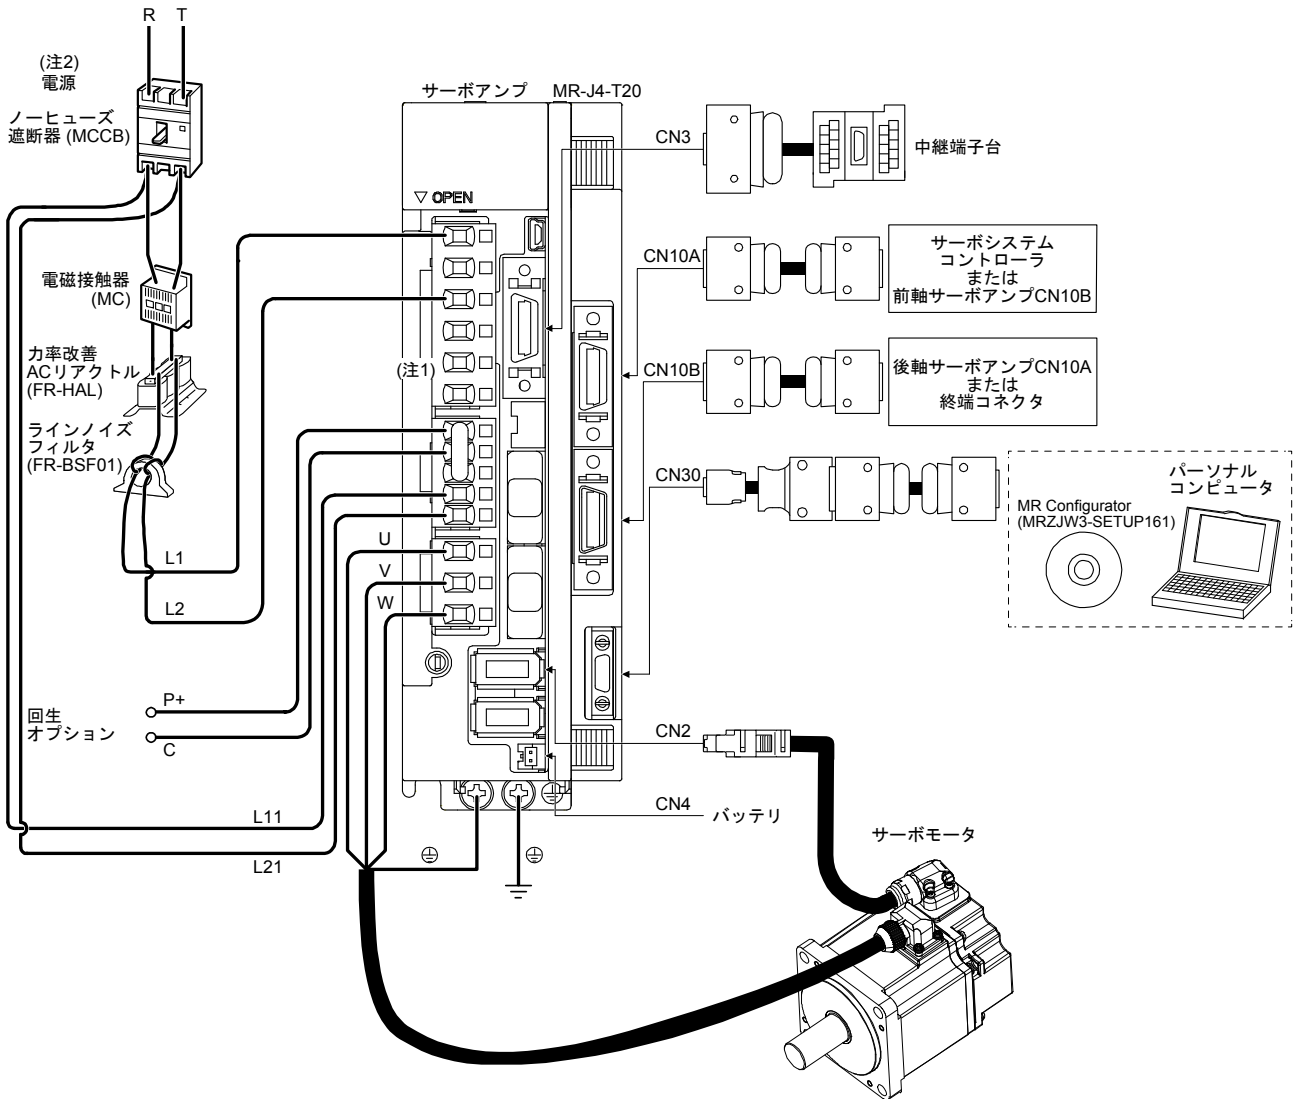 R T
(注2)
電源
ノーヒューズ
遮断器 (MCCB)
電磁接触器
(MC)
力率改善
ACリアクトル
(FR-HAL)
ラインノイズ
フィルタ
(FR-BSF01)
L1
L2
回生
オプション
P+
C
L11
L21
サーボアンプ
MR-J4-T20
OPEN
(注1)
U
V
W
CN3
中継端子台
CN10A
サーボシステム
コントローラ
または
前軸サーボアンプCN10B
CN10B
後軸サーボアンプCN10A
または
終端コネクタ
CN30
パーソナル
コンピュータ
MR Configurator
(MRZJW3-SETUP161)
CN2
CN4
バッテリ
サーボモータ